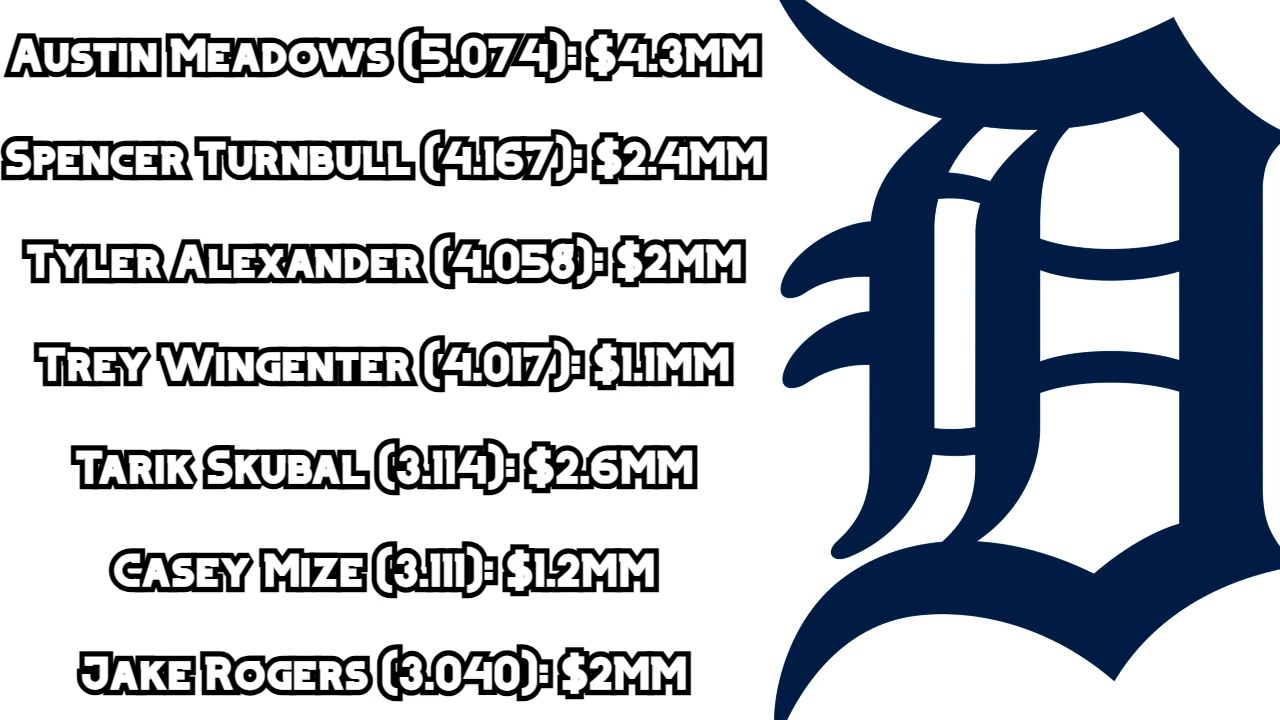 Austin Meadows (5.074): $4.3MM
Spencer Turnbull (4.167): $2.4MM
Tyler Alexander (4.058): $2MM
Trey Wingenter (4.017): $1.1MM
Tarik Skubal (3.114): $2.6MM
Casey Mize (3.111): $1.2MM
Jake Rogers (3.040): $2MM
D